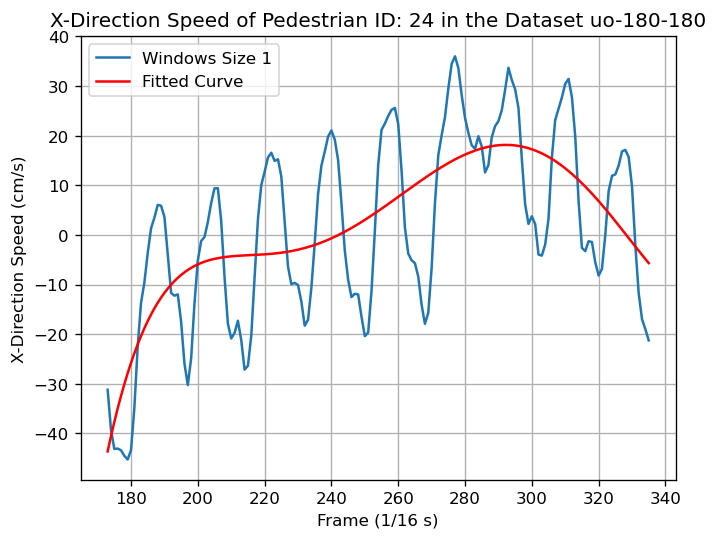 X-Direction Speed of Pedestrian ID: 24 in the Dataset uo-180-180
Windows Size 1
Fitted Curve
X-Direction Speed (cm/s)
40
30
20
10
0
−10
−20
−30
−40
180 200 220 240 260 280 300 320 340
Frame (1/16 s)